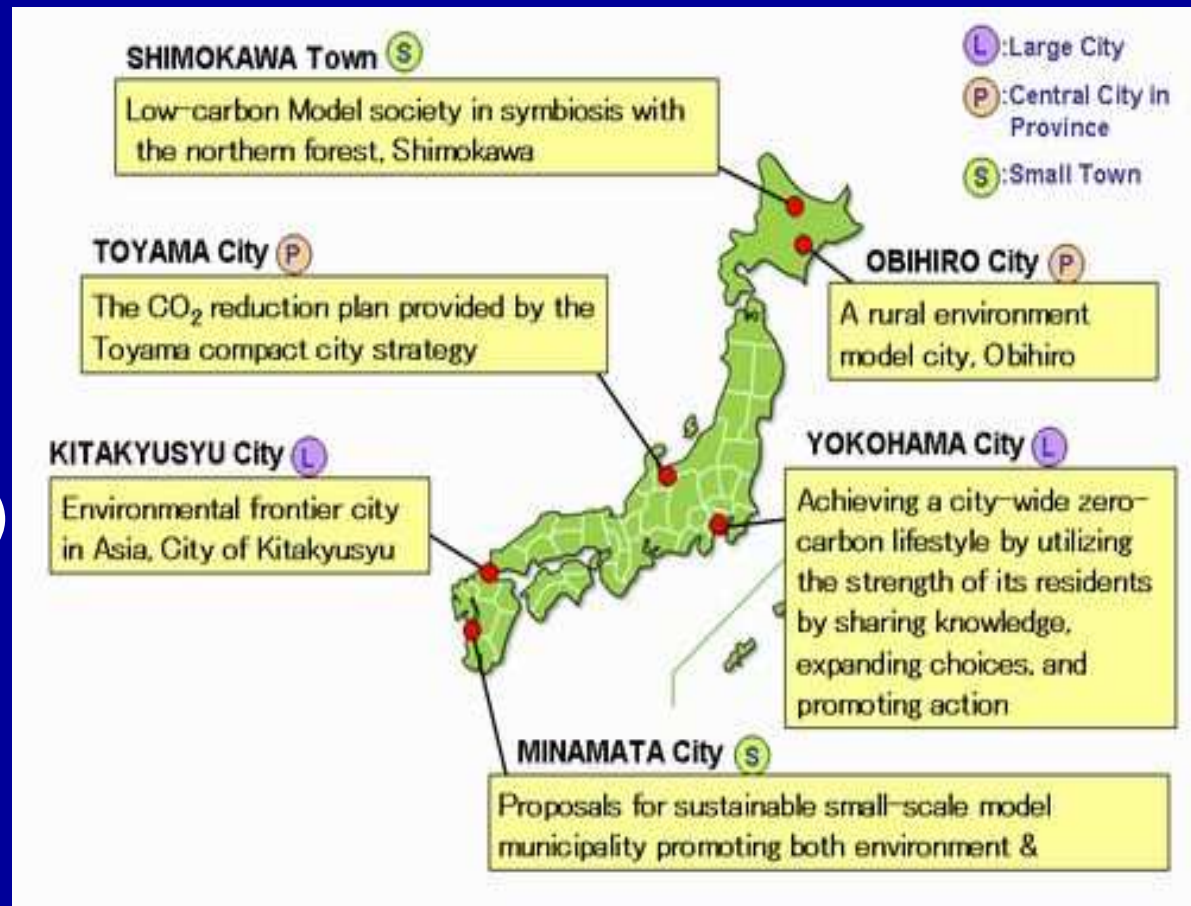 SHIMOKAWA Town S
Low-carbon Model society in symbiosis with
the northern forest, Shimokawa
L:Large City
P:Central City in
Province
S:Small Town
TOYAMA City P
The CO₂ reduction plan provided by the
Toyama compact city strategy
OBIHIRO City P
A rural environment
model city, Obihiro
KITAKYUSYU City L
Environmental frontier city
in Asia, City of Kitakyusyu
YOKOHAMA City L
Achieving a city-wide zero-
carbon lifestyle by utilizing
the strength of its residents
by sharing knowledge,
expanding choices, and
promoting action
MINAMATA City S
Proposals for sustainable small-scale model
municipality promoting both environment &